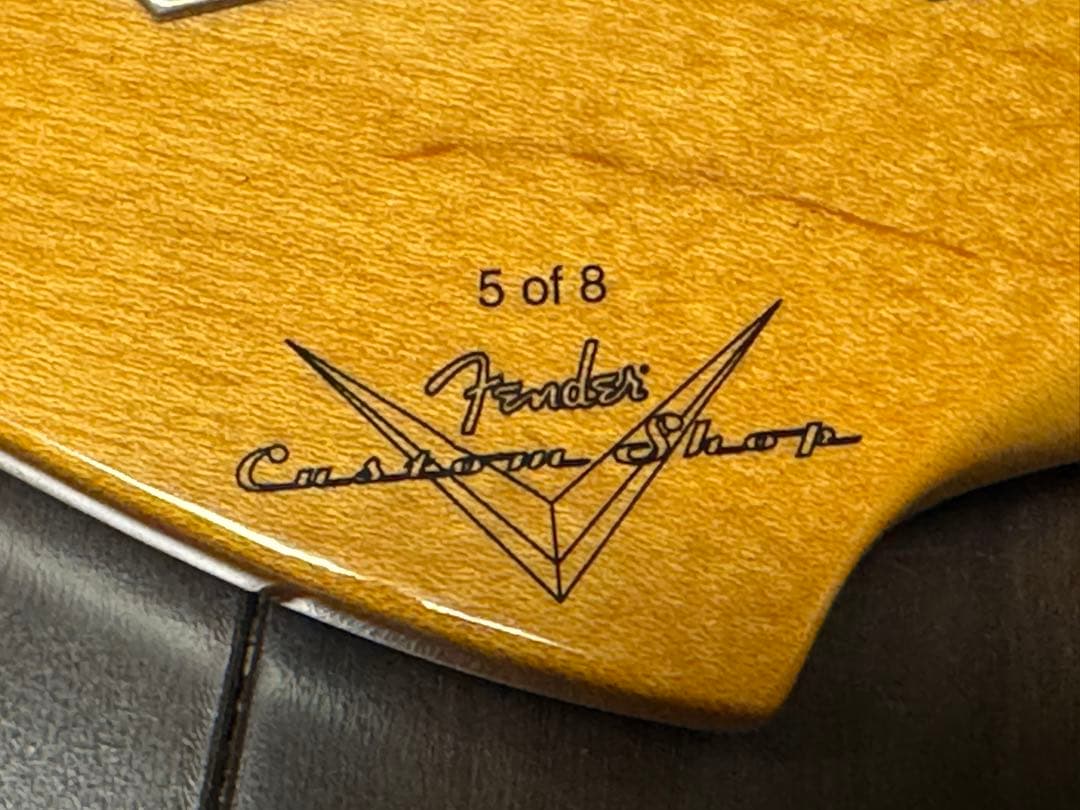 5 of 8
Fender
Custom Shop